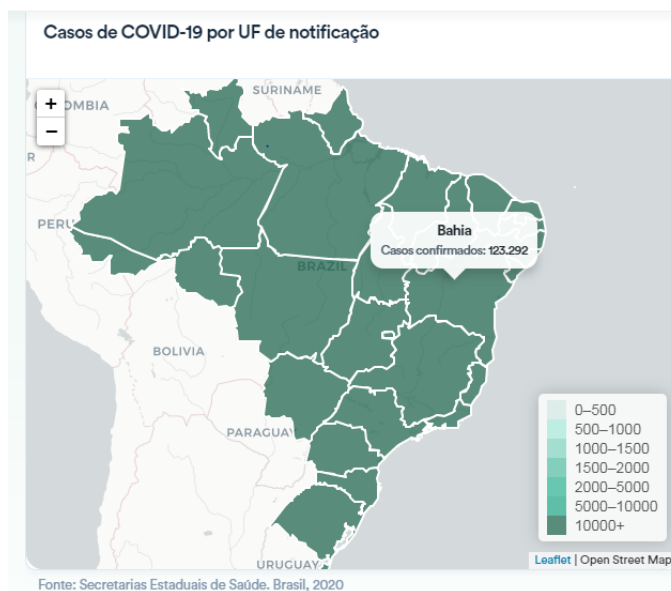 Casos de COVID-19 por UF de notificação
+
−
OMBIA
SURINAME
R
PERU
BRAZIL
Bahia
Casos confirmados: 123.292
BOLIVIA
PARAGUAY
URUGUAY
0–500
500–1000
1000–1500
1500–2000
2000–5000
5000–10000
10000+
Leaflet | Open Street Map
Fonte: Secretarias Estaduais de Saúde. Brasil, 2020